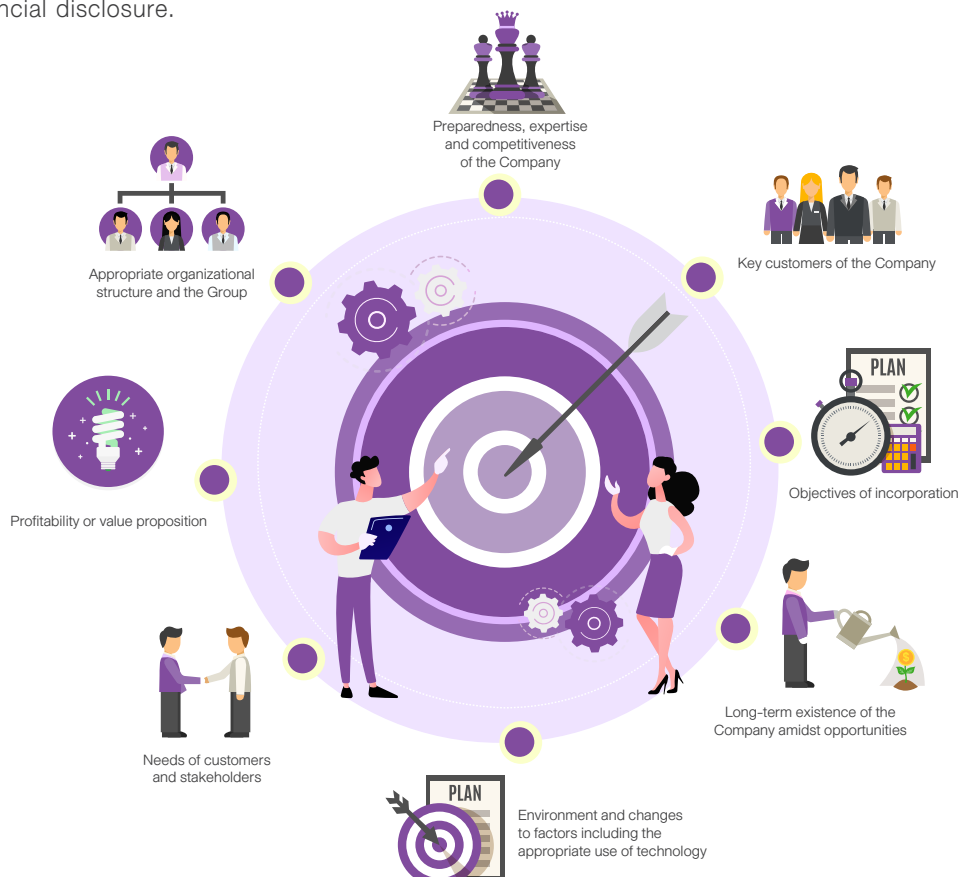 ncial disclosure.
Preparedness, expertise
and competitiveness
of the Company
Key customers of the Company
Appropriate organizational
structure and the Group
PLAN
Objectives of incorporation
Profitability or value proposition
Long-term existence of the
Company amidst opportunities
Needs of customers
and stakeholders
PLAN
Environment and changes
to factors including the
appropriate use of technology